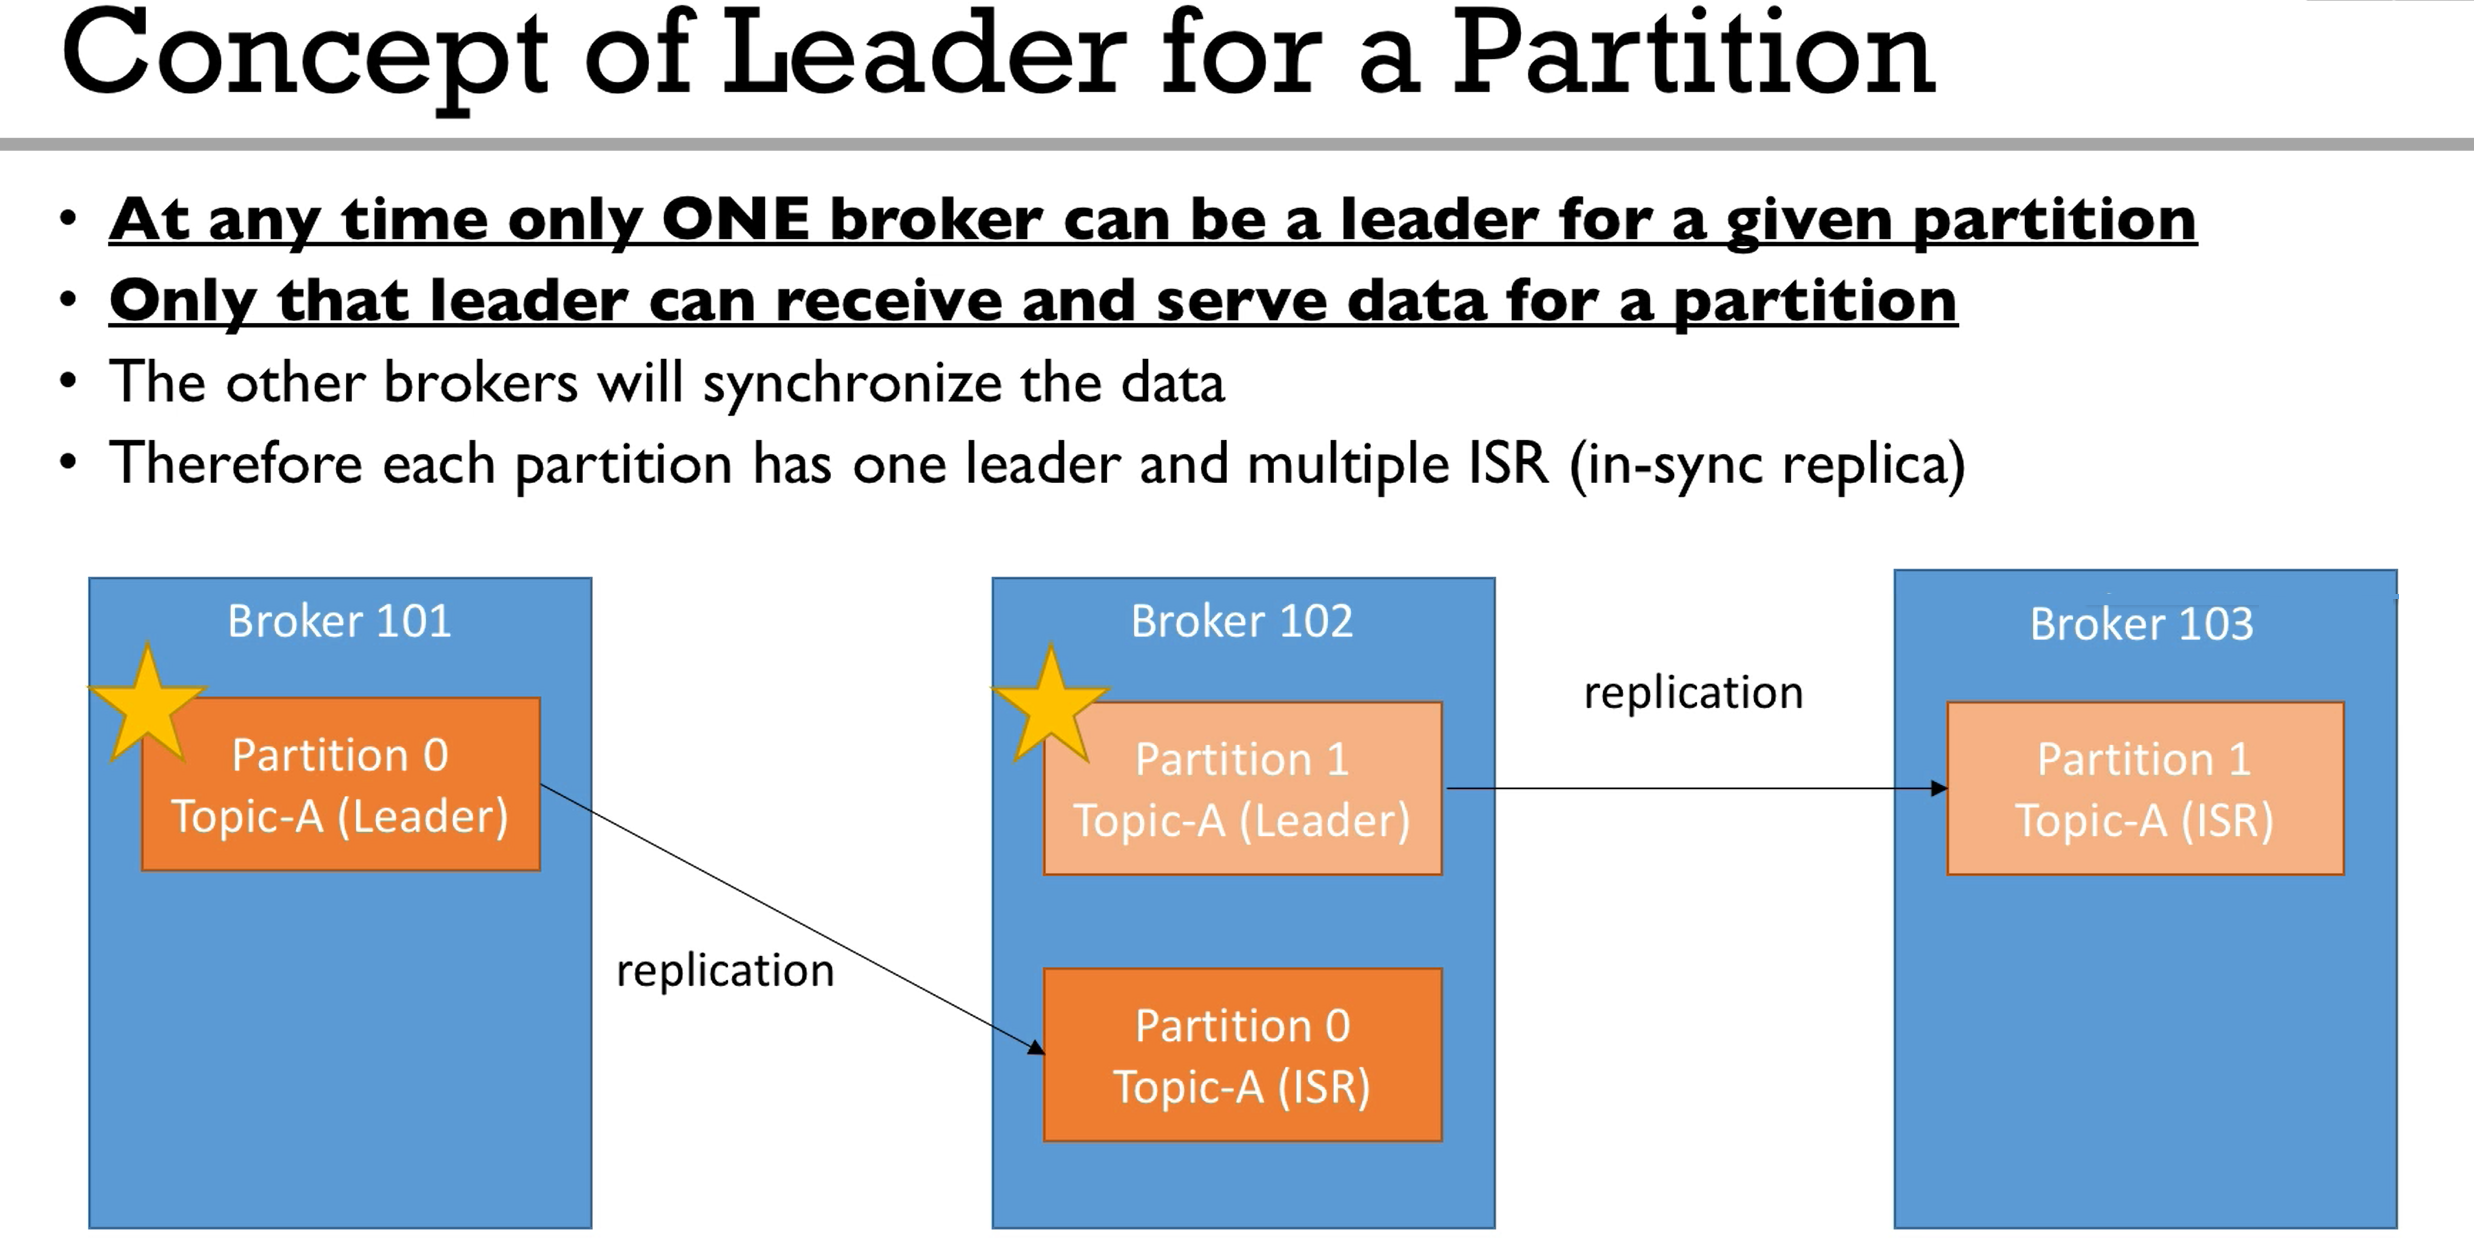 Concept of Leader for a Partition
• At any time only ONE broker can be a leader for a given partition
• Only that leader can receive and serve data for a partition
• The other brokers will synchronize the data
• Therefore each partition has one leader and multiple ISR (in-sync replica)
Broker 101
Partition 0
Topic-A (Leader)
replication
Broker 102
Partition 1
Topic-A (Leader)
Partition 0
Topic-A (ISR)
replication
Broker 103
Partition 1
Topic-A (ISR)